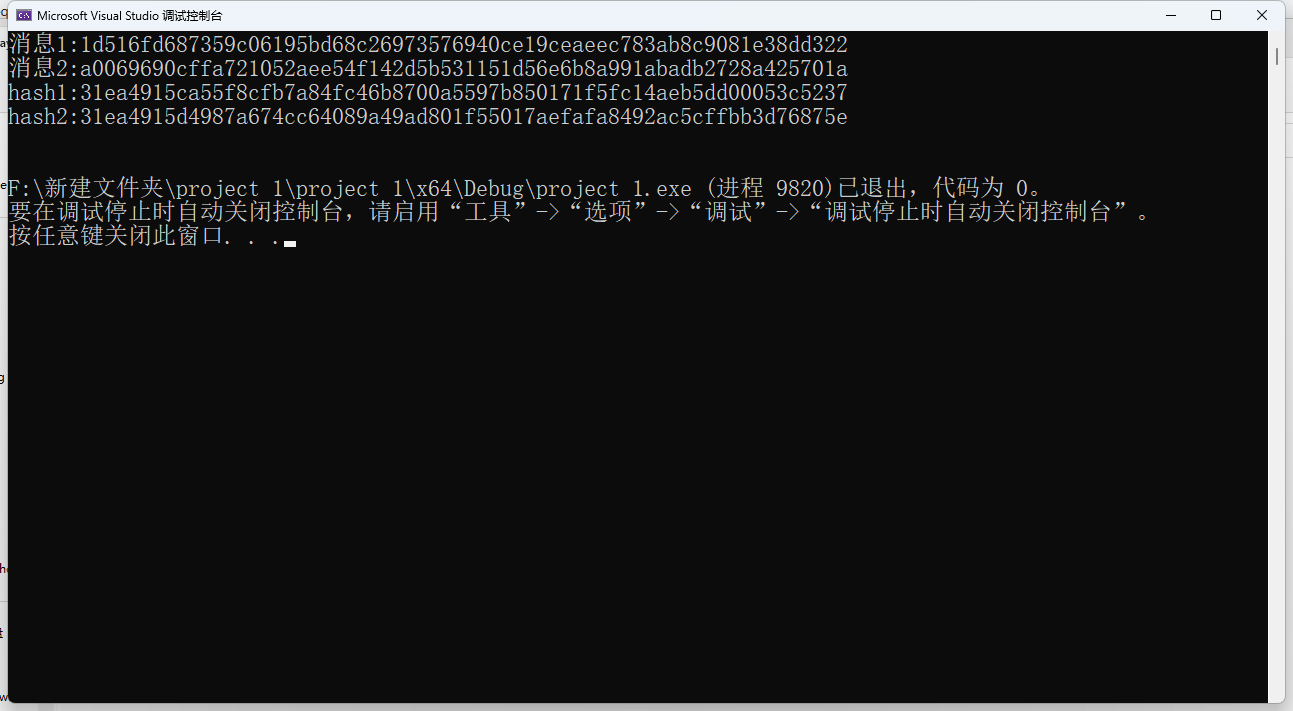 Microsoft Visual Studio 调试控制台
消息1:1d516fd687359c06195bd68c26973576940ce19ceaeec783ab8c9081e38dd322
消息2:a0069690cffa721052aee54f142d5b531151d56e6b8a991abadb2728a425701a
hash1:31ea4915ca55f8cfb7a84fc46b8700a5597b850171f5fc14aeb5dd00053c5237
hash2:31ea4915d4987a674cc64089a49ad801f55017aefafa8492ac5cffbb3d76875e
F:\新建文件夹\project 1\project 1\x64\Debug\project 1.exe (进程 9820)已退出，代码为 0。
要在调试停止时自动关闭控制台，请启用“工具”->“选项”->“调试”->“调试停止时自动关闭控制台”。
按任意键关闭此窗口. . .